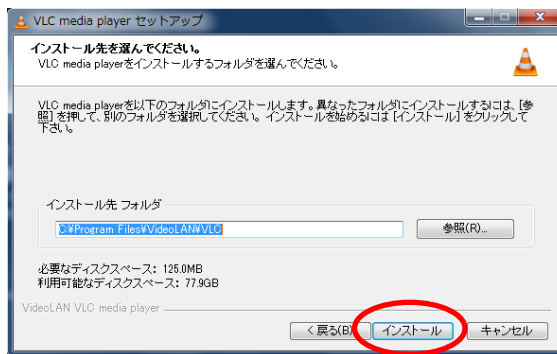 VLC media player セットアップ
インストール先を選んでください。
VLC media playerをインストールするフォルダを選んでください。
VLC media playerを以下のフォルダにインストールします。異なったフォルダにインストールするには、[参
照] を押して、別のフォルダを選択してください。 インストールを始めるには [インストール] をクリックして
下さい。
インストール先 フォルダ
C:¥Program Files¥VideoLAN¥VLC
参照(R)...
必要なディスクスペース: 125.0MB
利用可能なディスクスペース: 77.9GB
VideoLAN VLC media player
< 戻る(B) インストール キャンセル